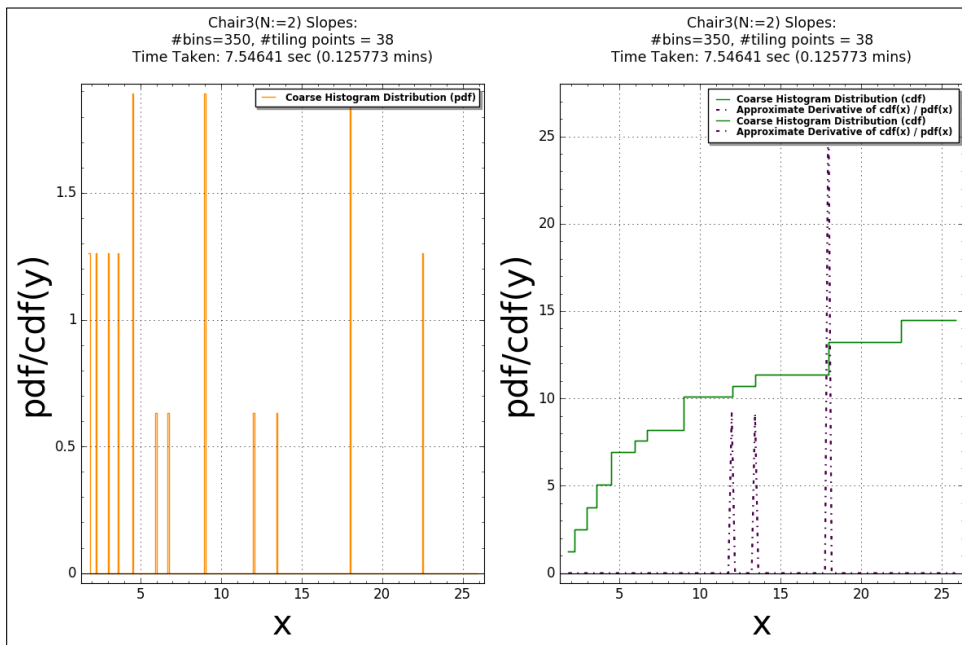 Chair3(N:=2) Slopes:
#bins=350, #tiling points = 38
Time Taken: 7.54641 sec (0.125773 mins)
Coarse Histogram Distribution (pdf)
1.5
1
0.5
0
pdf/cdf(y)
5
10
15
20
25
x
Chair3(N:=2) Slopes:
#bins=350, #tiling points = 38
Time Taken: 7.54641 sec (0.125773 mins)
Coarse Histogram Distribution (cdf)
Approximate Derivative of cdf(x) / pdf(x)
Coarse Histogram Distribution (cdf)
Approximate Derivative of cdf(x) / pdf(x)
25
20
15
10
5
0
pdf/cdf(y)
5
10
15
20
25
x